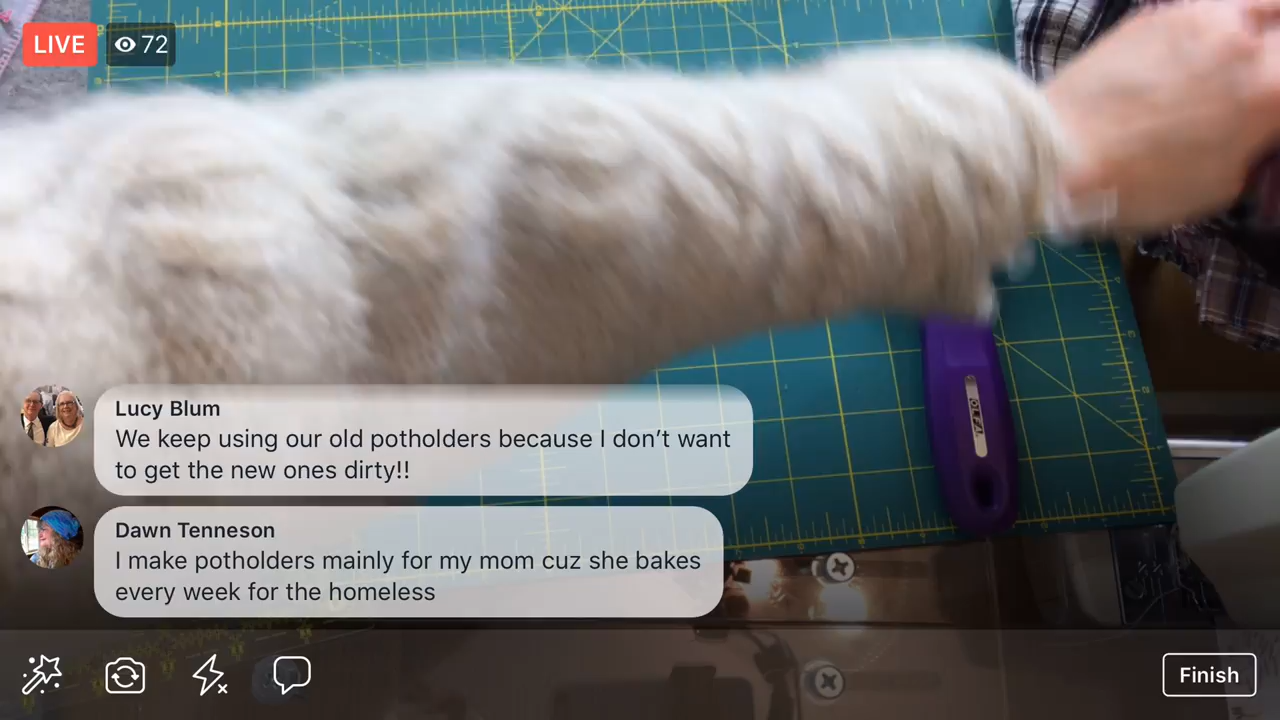 LIVE
72
Lucy Blum
We keep using our old potholders because I don’t want
to get the new ones dirty!!
Dawn Tenneson
I make potholders mainly for my mom cuz she bakes
every week for the homeless
OLFA
Finish